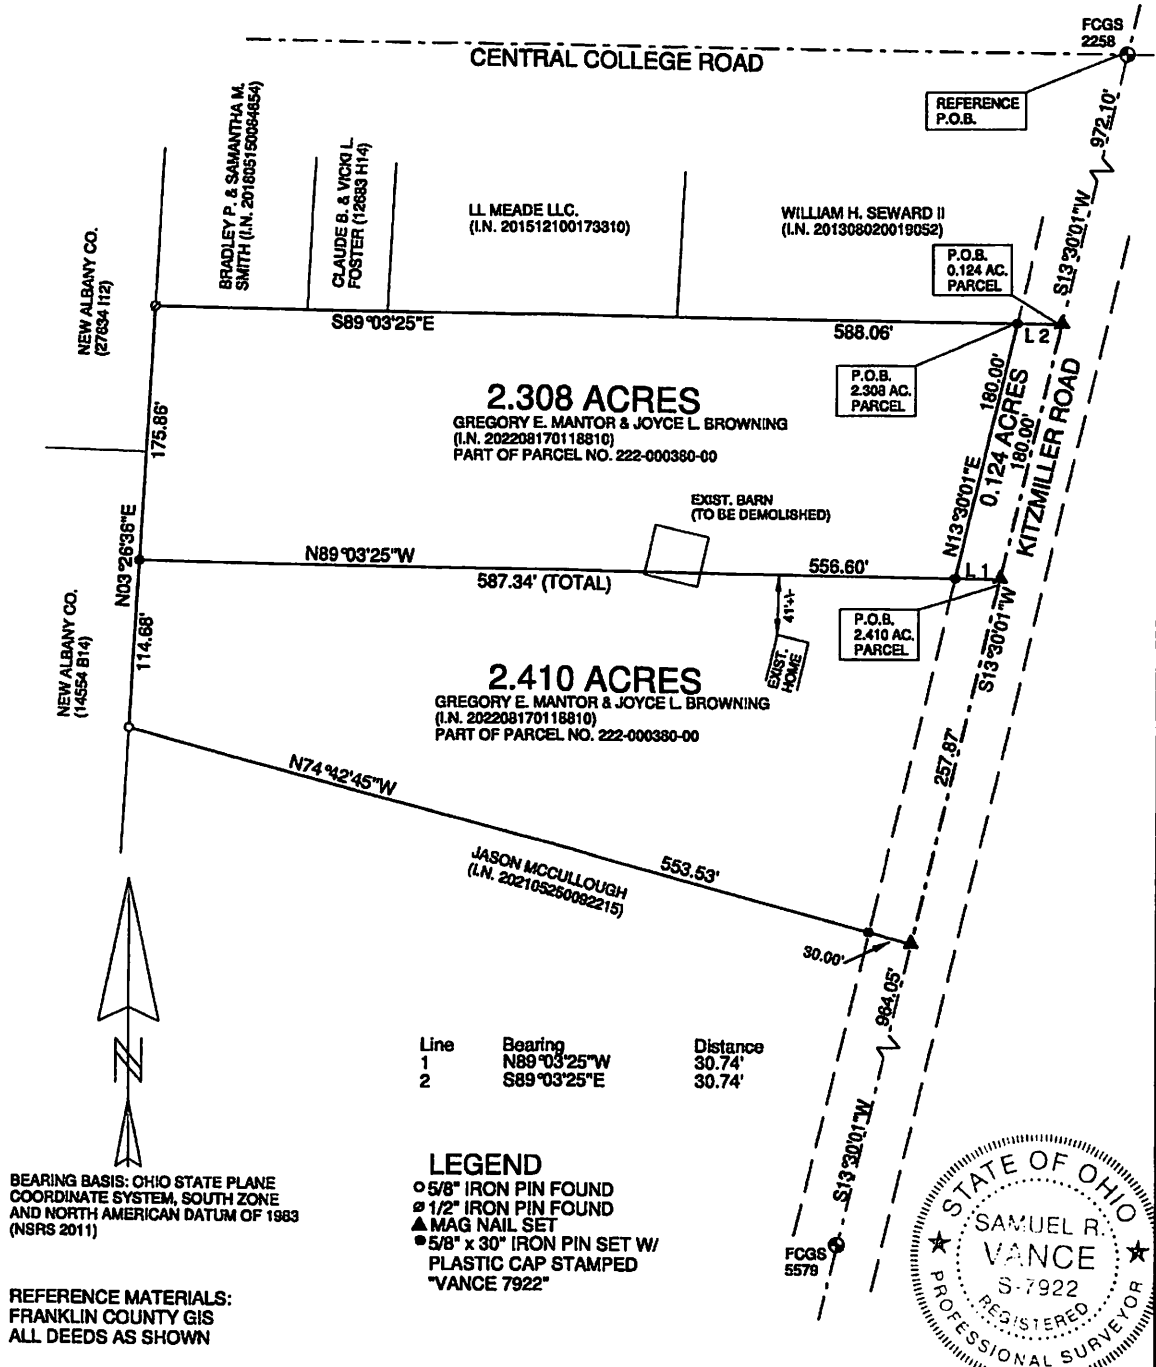 FCGS
2258
CENTRAL COLLEGE ROAD
REFERENCE
P.O.B.
972.10'
S13°30'01"W
BRADLEY P. & SAMANTHA M.
SMITH (I.N. 201805150064654)
CLAUDE B. & VICKI L.
FOSTER (12683 H14)
LL MEADE LLC.
(I.N. 201512100173310)
WILLIAM H. SEWARD II
(I.N. 201308020019052)
P.O.B.
0.124 AC.
PARCEL
NEW ALBANY CO.
(27634 I12)
S89°03'25"E
588.06'
L 2
P.O.B.
2.308 AC.
PARCEL
180.00'
0.124 ACRES
180.00'
KITZMILLER ROAD
N13°30'01"E
2.308 ACRES
GREGORY E. MANTOR & JOYCE L. BROWNING
(I.N. 202208170118810)
PART OF PARCEL NO. 222-000380-00
175.86'
EXIST. BARN
(TO BE DEMOLISHED)
N03°26'36"E
N89°03'25"W
556.60'
587.34' (TOTAL)
L 1
41'+/-
P.O.B.
2.410 AC.
PARCEL
S13°30'01"W
EXIST.
HOME
NEW ALBANY CO.
(14554 B14)
114.68'
2.410 ACRES
GREGORY E. MANTOR & JOYCE L. BROWNING
(I.N. 202208170118810)
PART OF PARCEL NO. 222-000380-00
257.87'
N74°42'45"W
553.53'
JASON MCCULLOUGH
(I.N. 202105260092215)
30.00'
964.05'
S13°30'01"W
N
Line Bearing Distance
1 N89°03'25"W 30.74'
2 S89°03'25"E 30.74'
BEARING BASIS: OHIO STATE PLANE
COORDINATE SYSTEM, SOUTH ZONE
AND NORTH AMERICAN DATUM OF 1983
(NSRS 2011)
LEGEND
5/8" IRON PIN FOUND
1/2" IRON PIN FOUND
MAG NAIL SET
5/8" x 30" IRON PIN SET W/
PLASTIC CAP STAMPED
"VANCE 7922"
FCGS
5579
REFERENCE MATERIALS:
FRANKLIN COUNTY GIS
ALL DEEDS AS SHOWN
STATE OF OHIO
SAMUEL R.
VANCE
S-7922
REGISTERED
PROFESSIONAL SURVEYOR